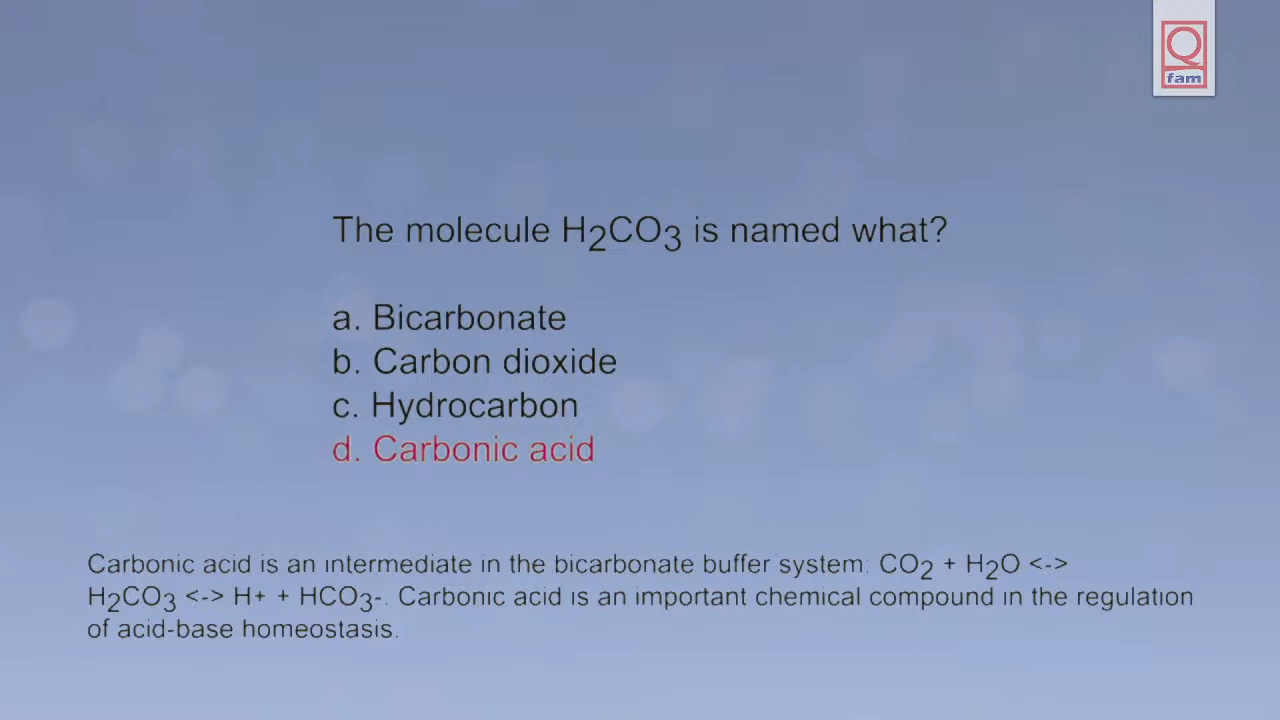 Q
fam
The molecule H2CO3 is named what?
a. Bicarbonate
b. Carbon dioxide
c. Hydrocarbon
d. Carbonic acid
Carbonic acid is an intermediate in the bicarbonate buffer system: CO2 + H2O <->
H2CO3 <-> H+ + HCO3-. Carbonic acid is an important chemical compound in the regulation
of acid-base homeostasis.